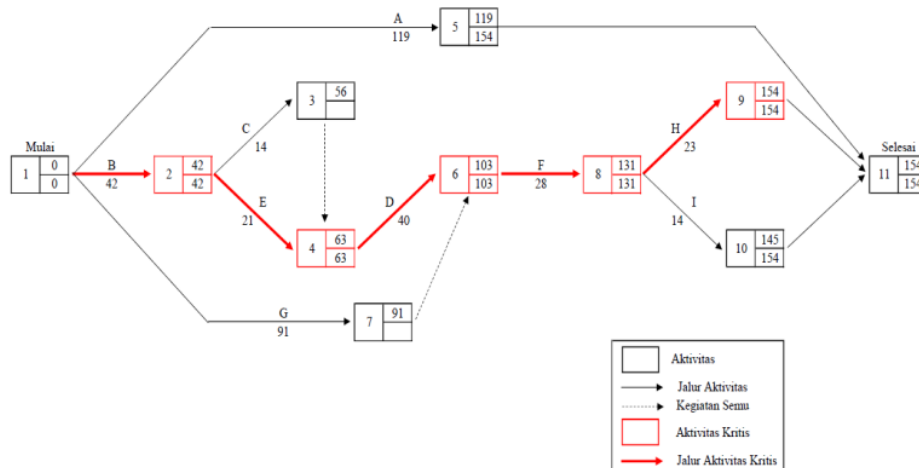 A
119
5
119
154
3
56
C
14
Mulai
1
0
0
B
42
2
42
42
E
21
4
63
63
D
40
6
103
103
F
28
8
131
131
H
23
9
154
154
I
14
10
145
154
Selesai
11
154
154
G
91
7
91
Aktivitas
Jalur Aktivitas
Kegiatan Semu
Aktivitas Kritis
Jalur Aktivitas Kritis